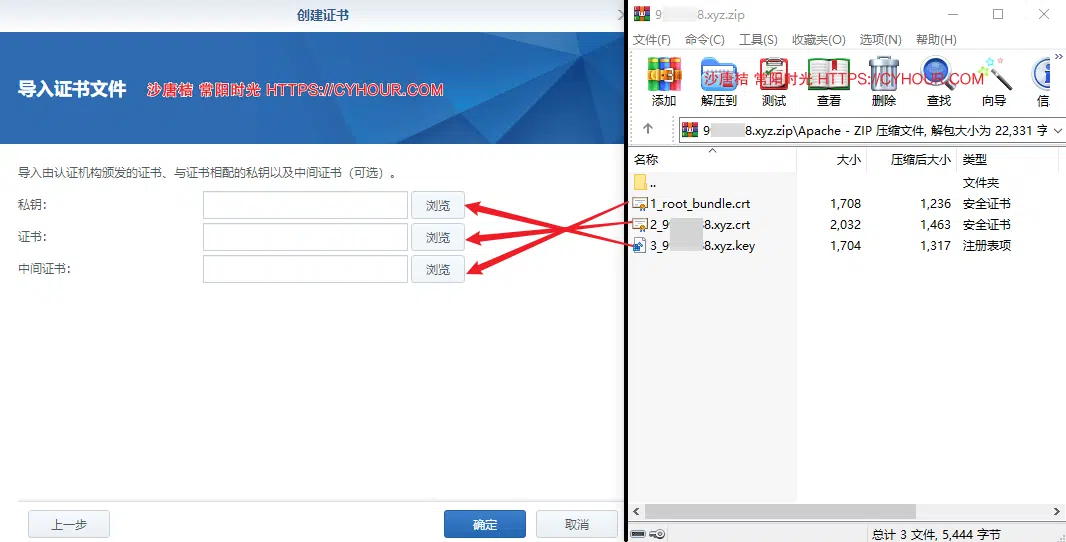 创建证书
导入证书文件
沙唐桔 常阳时光 HTTPS://CYHOUR.COM
导入由认证机构颁发的证书、与证书相配的私钥以及中间证书（可选）。
私钥:
浏览
证书:
浏览
中间证书:
浏览
上一步
确定
取消
9 8.xyz.zip
文件(F) 命令(C) 工具(S) 收藏夹(O) 选项(N) 帮助(H)
沙唐桔 常阳时光 HTTPS://CYHOUR.COM
添加 解压到 测试 查看 删除 查找 向导 信
9 8.xyz.zip\Apache - ZIP 压缩文件, 解包大小为 22,331 字
名称 大小 压缩后大小 类型
.. 文件夹
1_root_bundle.crt 1,708 1,236 安全证书
2_9 8.xyz.crt 2,032 1,463 安全证书
3_9 8.xyz.key 1,704 1,317 注册表项
总计 3 文件, 5,444 字节